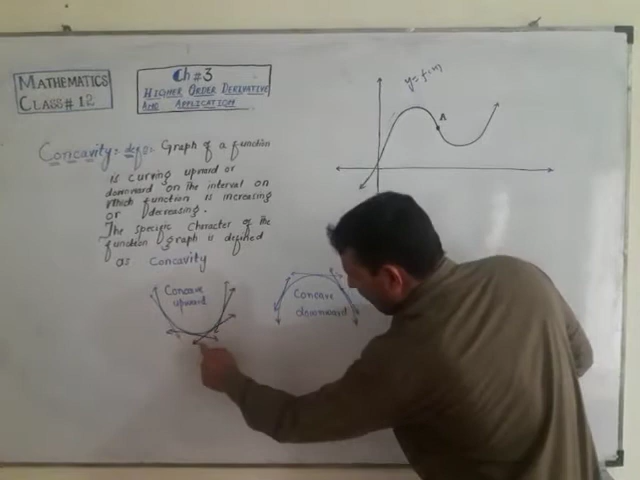 MATHEMATICS
CLASS # 12
Ch # 3
HIGHER ORDER DERIVATIVE
AND APPLICATION
y = f(x)
A
Concavity:- defn:- Graph of a function
is curving upward or
downward on the interval on
which function is increasing
or decreasing.
The specific character of the
function graph is defined
as Concavity
Concave
upward
Concave
downward